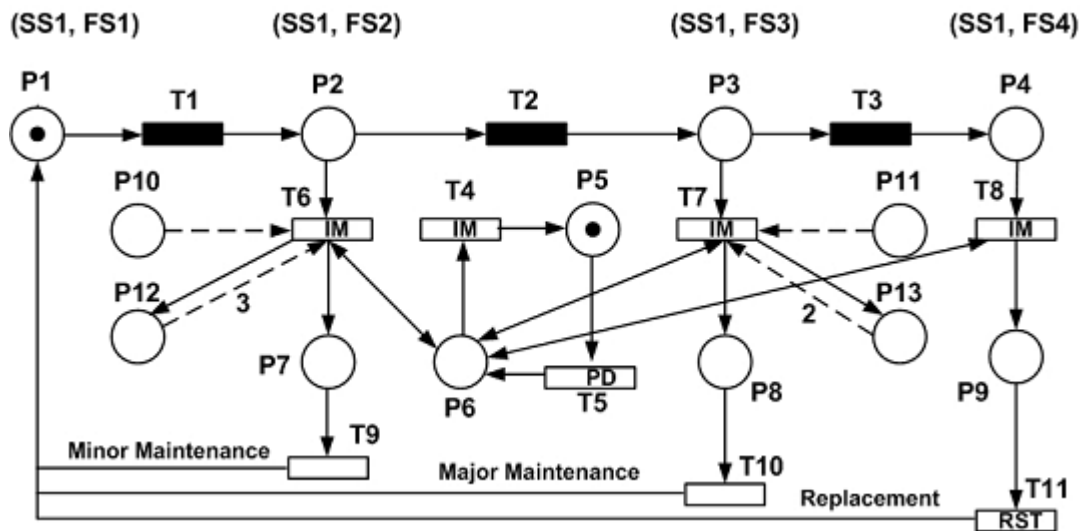 (SS1, FS1) (SS1, FS2) (SS1, FS3) (SS1, FS4)
P1 T1 P2 T2 P3 T3 P4
P10 T6 T4 P5 T7 P11 T8
IM IM IM IM
P12 3 2 P13
P7 P6 PD P8 P9
T5
Minor Maintenance T9
Major Maintenance T10
Replacement T11
RST